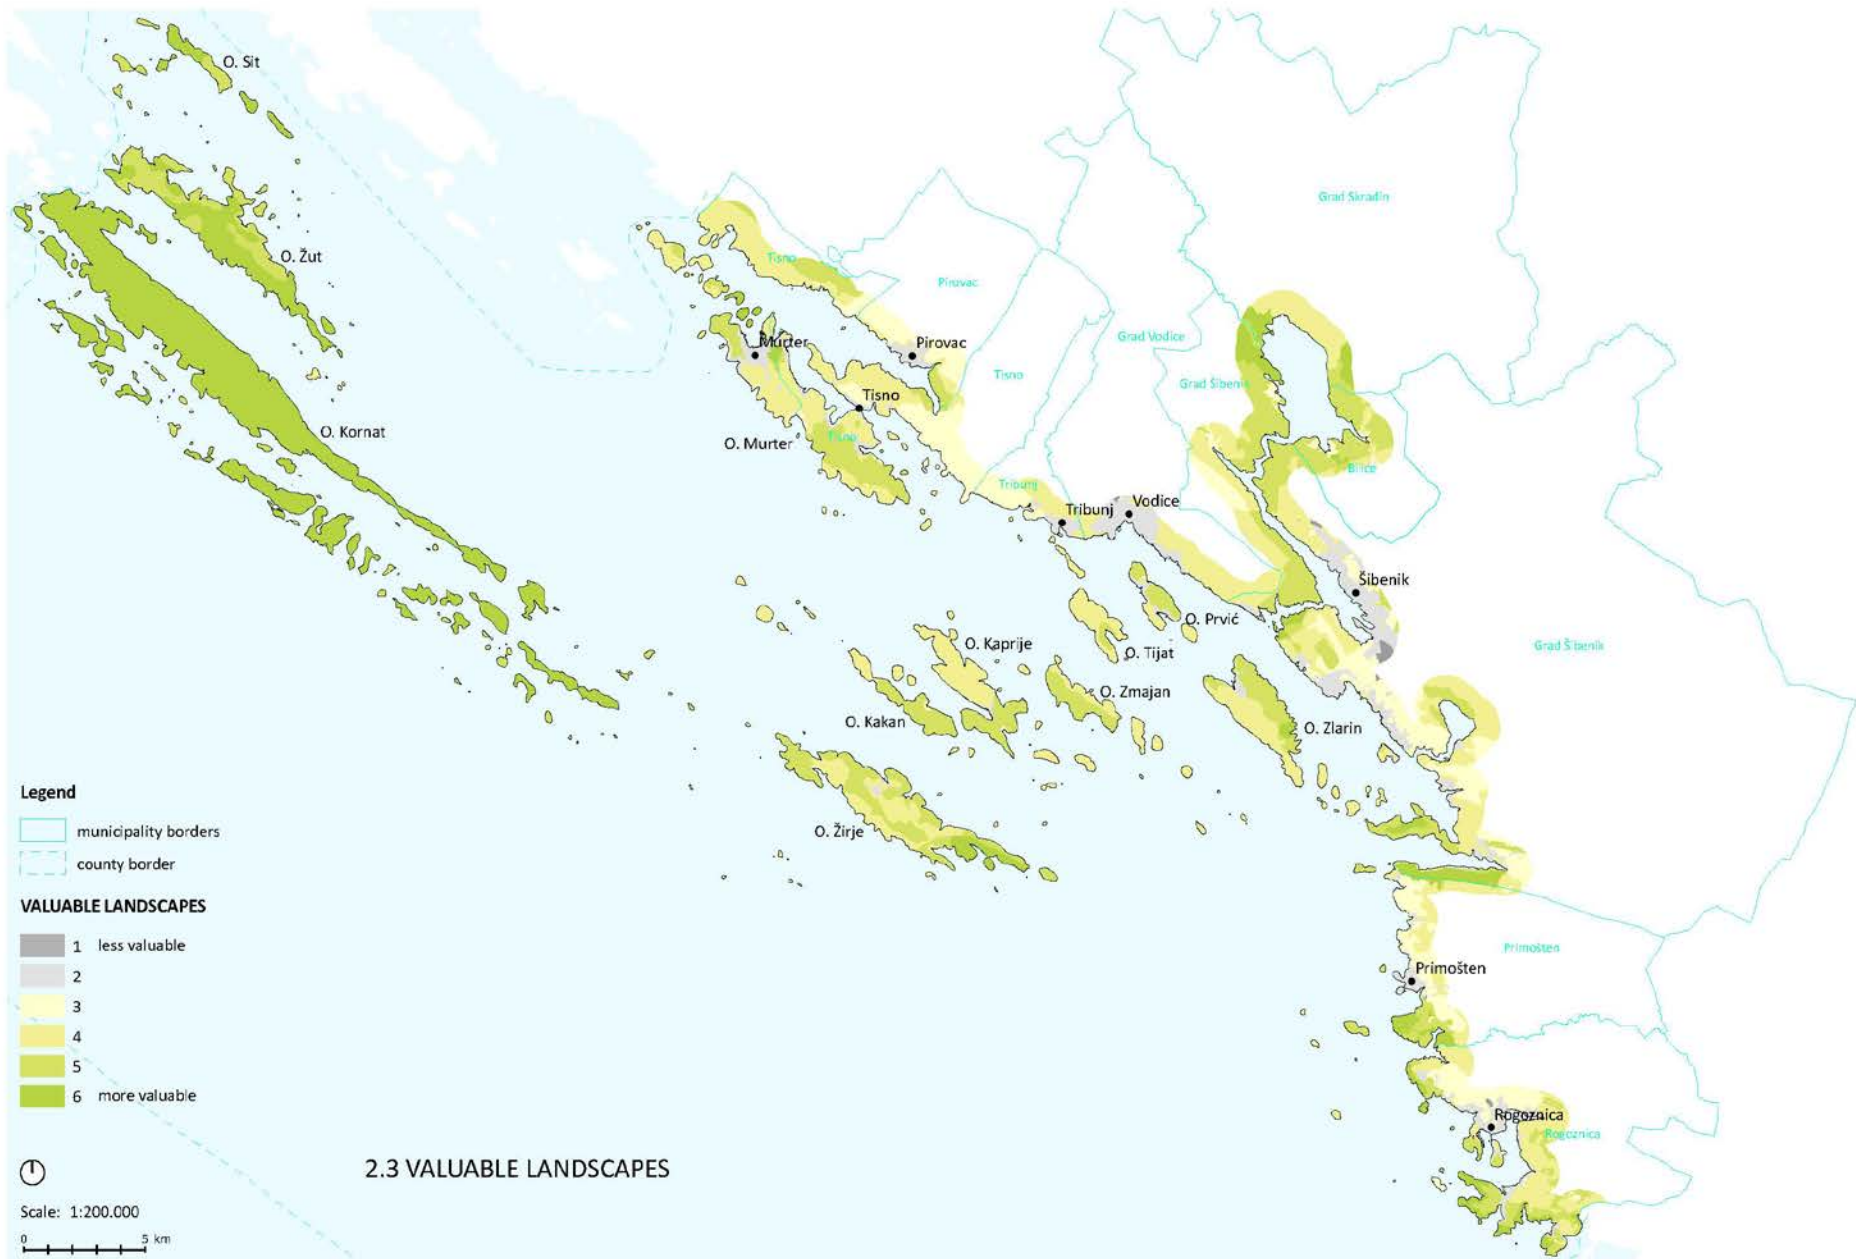 O. Sit
Grad Skradin
O. Žut
Tisno
Pirovac
Grad Vodice
Murter
Pirovac
Tisno
Grad Šibenik
Tisno
O. Kornat
O. Murter
Tisno
Bilice
Tribunj
Tribunj
Vodice
Šibenik
O. Prvić
O. Kaprije
O. Tijat
Grad Šibenik
O. Zmajan
O. Kakan
O. Zlarin
O. Žirje
Primošten
Primošten
Rogoznica
Rogoznica
Legend
municipality borders
county border
VALUABLE LANDSCAPES
1 less valuable
2
3
4
5
6 more valuable
2.3 VALUABLE LANDSCAPES
Scale: 1:200.000
0 5 km